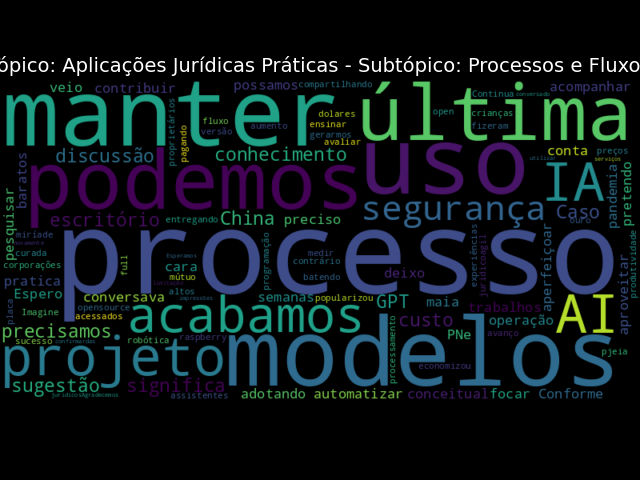 ópico: Aplicações Jurídicas Práticas - Subtópico: Processos e Fluxo
veio contribuir possamos compartilhando acompanhar
manter última
Continua conversado
proprietários fluxo dolares open crianças
versão aumento ensinar gerarmos fizeram
pagando avaliar
discussão conhecimento uso conta preços
baratos podemos IA utilizar serviços
pesquisar segurança Caso pandemia pretendo
escritório entregando China preciso ouro
miriade processo
curada full programação medir contrário experiências juridicoagil aperfeiçoar produtividade
corporações cara mútuo batendo deixo aproveitar
pratica Esperamos
Espero conversava semanas popularizou GPT maia trabalhos
placa opensource altos
Imagine acessados acabamos custo operação AI
precisamos PNe avanço
sucesso robótica raspberry processamento
projeto modelos pjeia
economizou
sugestão significa assistentes
adotando automatizar conceitual focar Conforme